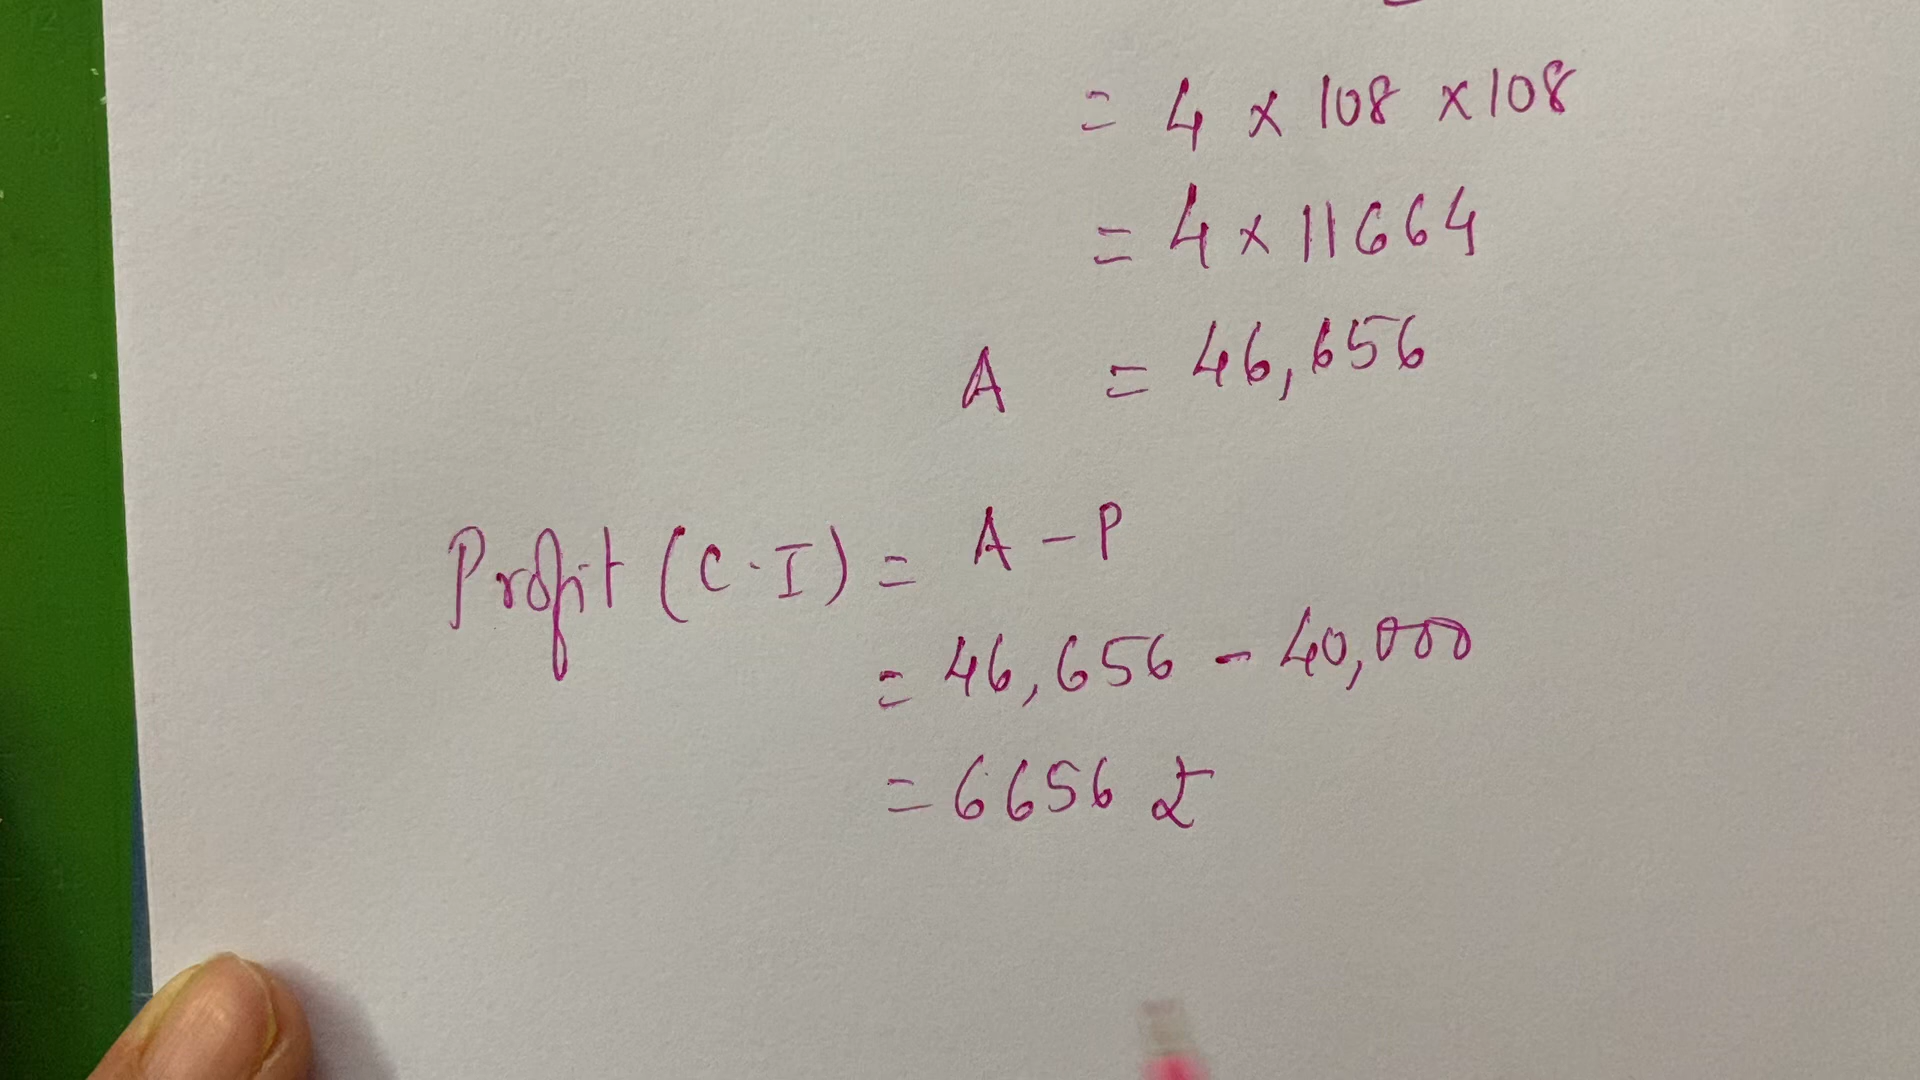 = 4 × 108 × 108
= 4 × 11664
A = 46,656
Profit (C.I) = A - P
= 46,656 - 40,000
= 6656 ₹